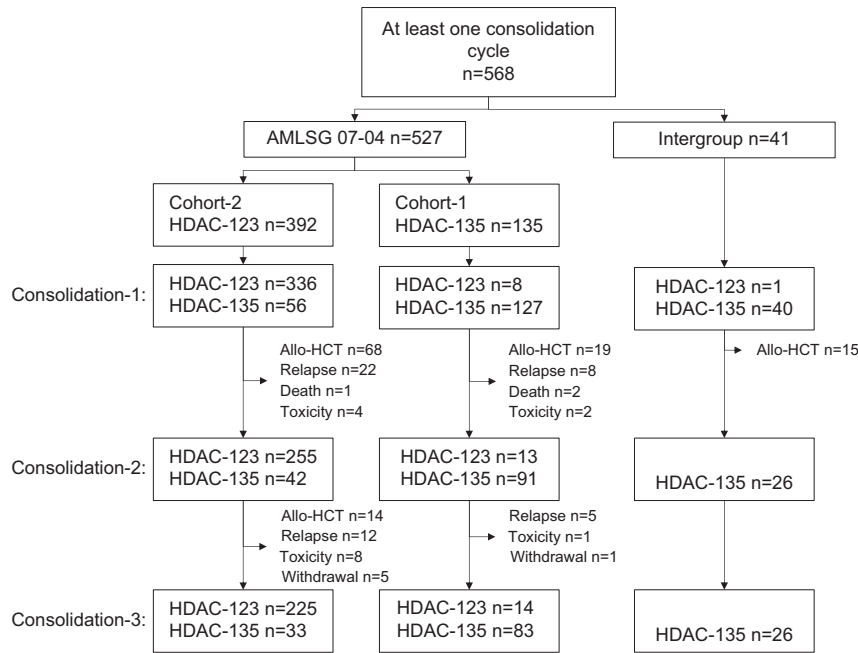 At least one consolidation
cycle
n=568
AMLSG 07-04 n=527
Intergroup n=41
Cohort-2
HDAC-123 n=392
Cohort-1
HDAC-135 n=135
Consolidation-1:
HDAC-123 n=336
HDAC-135 n=56
HDAC-123 n=8
HDAC-135 n=127
HDAC-123 n=1
HDAC-135 n=40
Allo-HCT n=68
Relapse n=22
Death n=1
Toxicity n=4
Allo-HCT n=19
Relapse n=8
Death n=2
Toxicity n=2
Allo-HCT n=15
Consolidation-2:
HDAC-123 n=255
HDAC-135 n=42
HDAC-123 n=13
HDAC-135 n=91
HDAC-135 n=26
Allo-HCT n=14
Relapse n=12
Toxicity n=8
Withdrawal n=5
Relapse n=5
Toxicity n=1
Withdrawal n=1
Consolidation-3:
HDAC-123 n=225
HDAC-135 n=33
HDAC-123 n=14
HDAC-135 n=83
HDAC-135 n=26